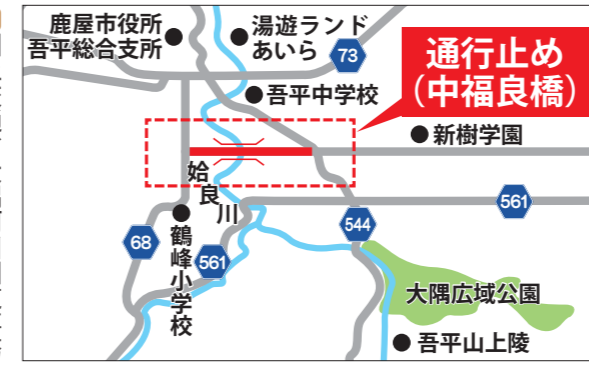 鹿屋市役所
吾平総合支所
湯遊ランド
あいら
73
通行止め
（中福良橋）
吾平中学校
新樹学園
姶良川
561
544
68
561
鶴峰小学校
大隅広域公園
吾平山上陵